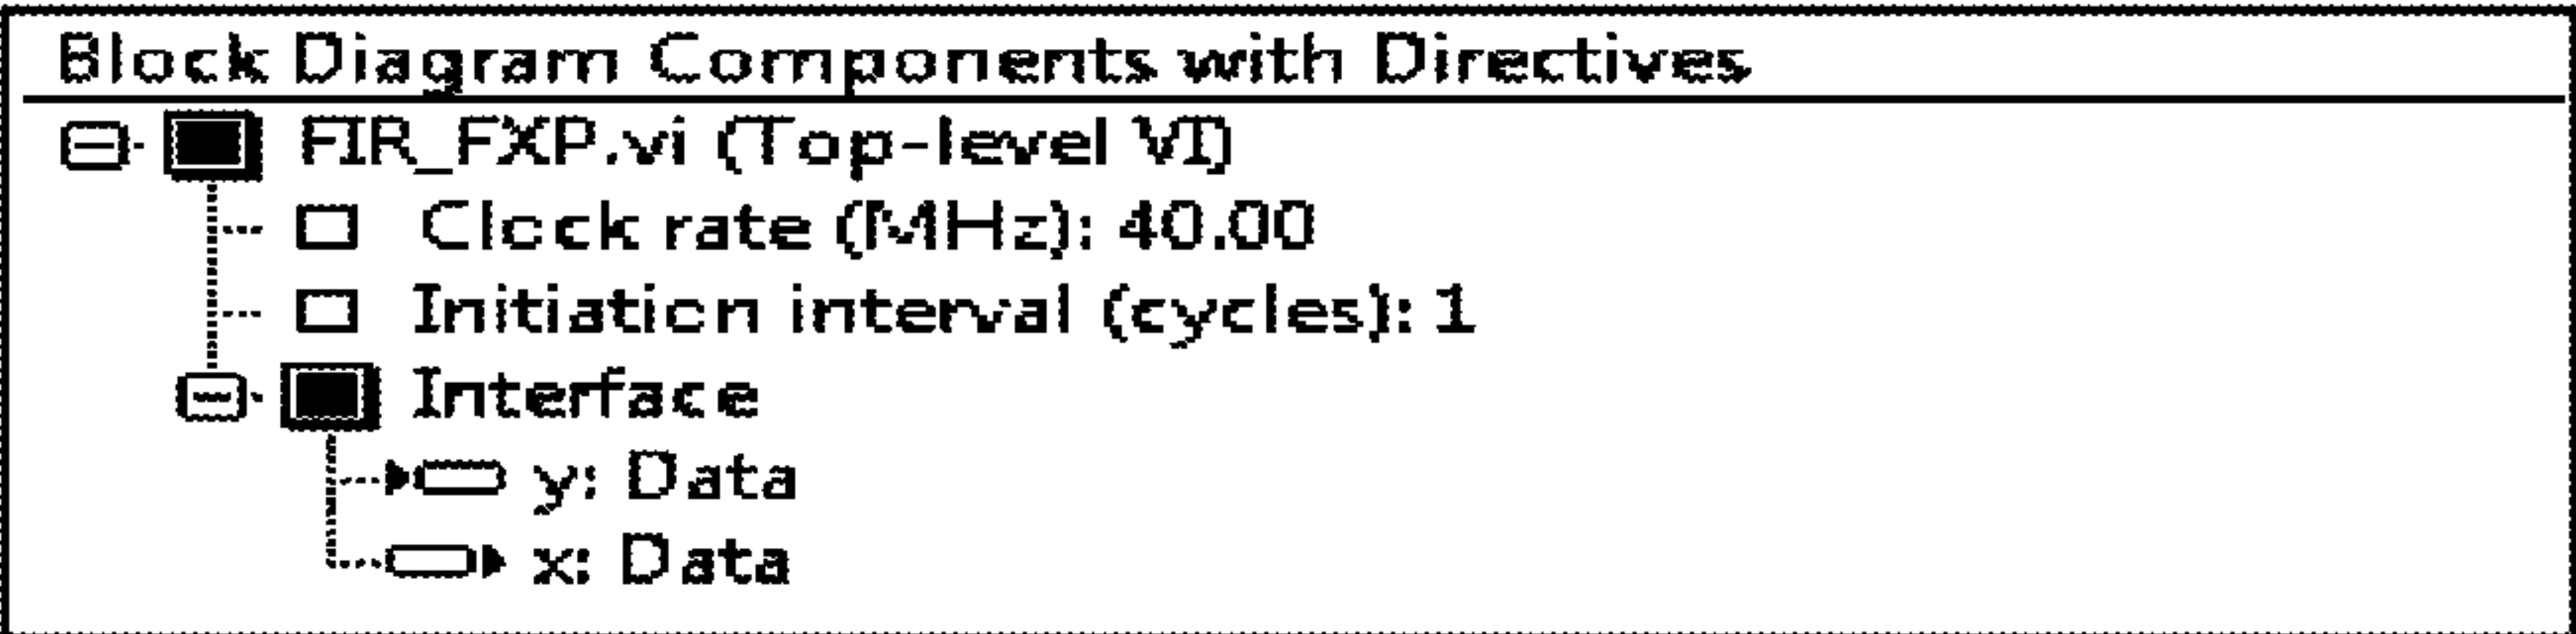 Block Diagram Components with Directives
FIR_FXP.vi (Top-level VI)
Clock rate (MHz): 40.00
Initiation interval (cycles): 1
Interface
y: Data
x: Data